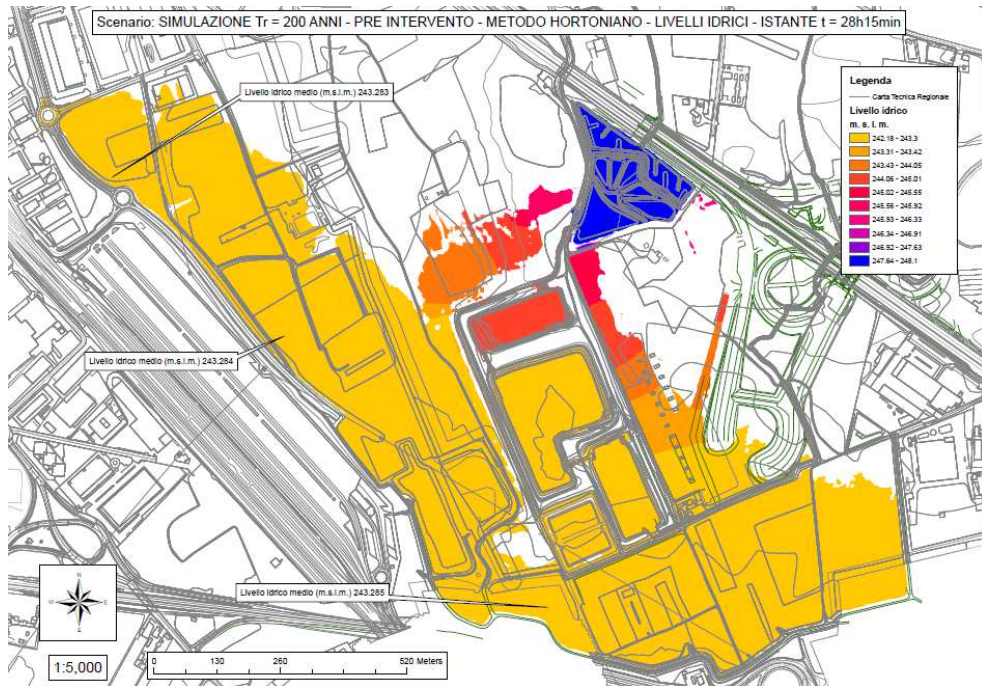 Scenario: SIMULAZIONE Tr = 200 ANNI - PRE INTERVENTO - METODO HORTONIANO - LIVELLI IDRICI - ISTANTE t = 28h15min
Livello idrico medio (m.s.l.m.) 243.283
Legenda
Carta Tecnica Regionale
Livello idrico
m. s. l. m.
242.18 - 243.3
243.31 - 243.42
243.43 - 244.05
244.06 - 245.01
245.02 - 245.55
245.56 - 245.92
245.93 - 246.33
246.34 - 246.91
246.92 - 247.63
247.64 - 248.1
Livello idrico medio (m.s.l.m.) 243.284
Livello idrico medio (m.s.l.m.) 243.285
N
W E
S
1:5,000
0 130 260 520 Meters